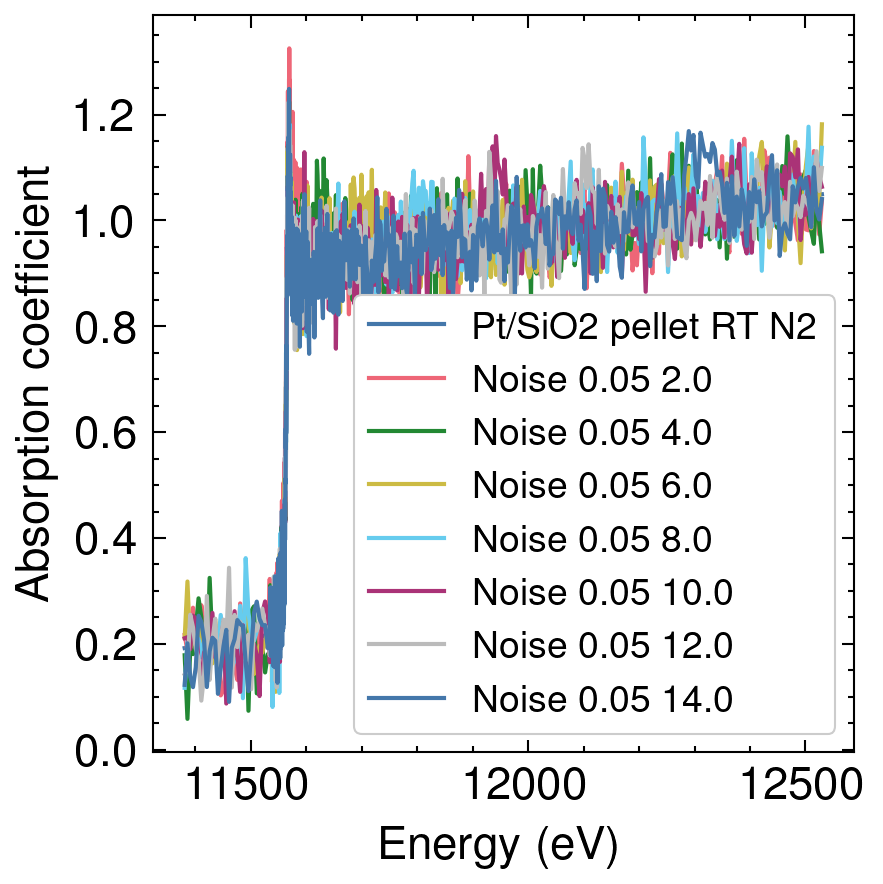 Absorption coefficient
1.2
1.0
0.8
0.6
0.4
0.2
0.0
Pt/SiO2 pellet RT N2
Noise 0.05 2.0
Noise 0.05 4.0
Noise 0.05 6.0
Noise 0.05 8.0
Noise 0.05 10.0
Noise 0.05 12.0
Noise 0.05 14.0
11500 12000 12500
Energy (eV)